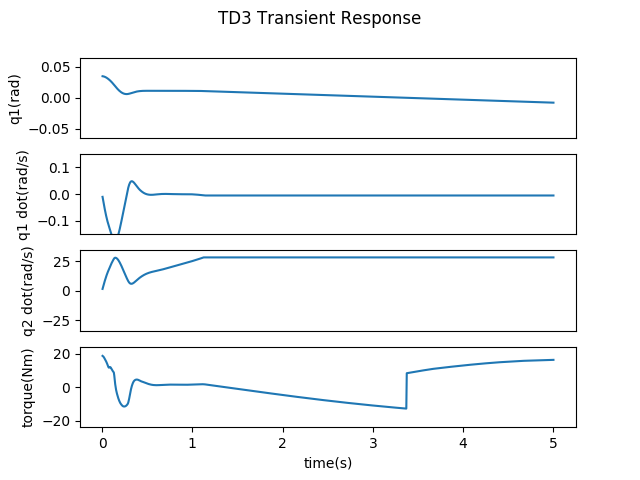 TD3 Transient Response
q1(rad)
0.05
0.00
−0.05
q1 dot(rad/s)
0.1
0.0
−0.1
q2 dot(rad/s)
25
0
−25
torque(Nm)
20
0
−20
0 1 2 3 4 5
time(s)